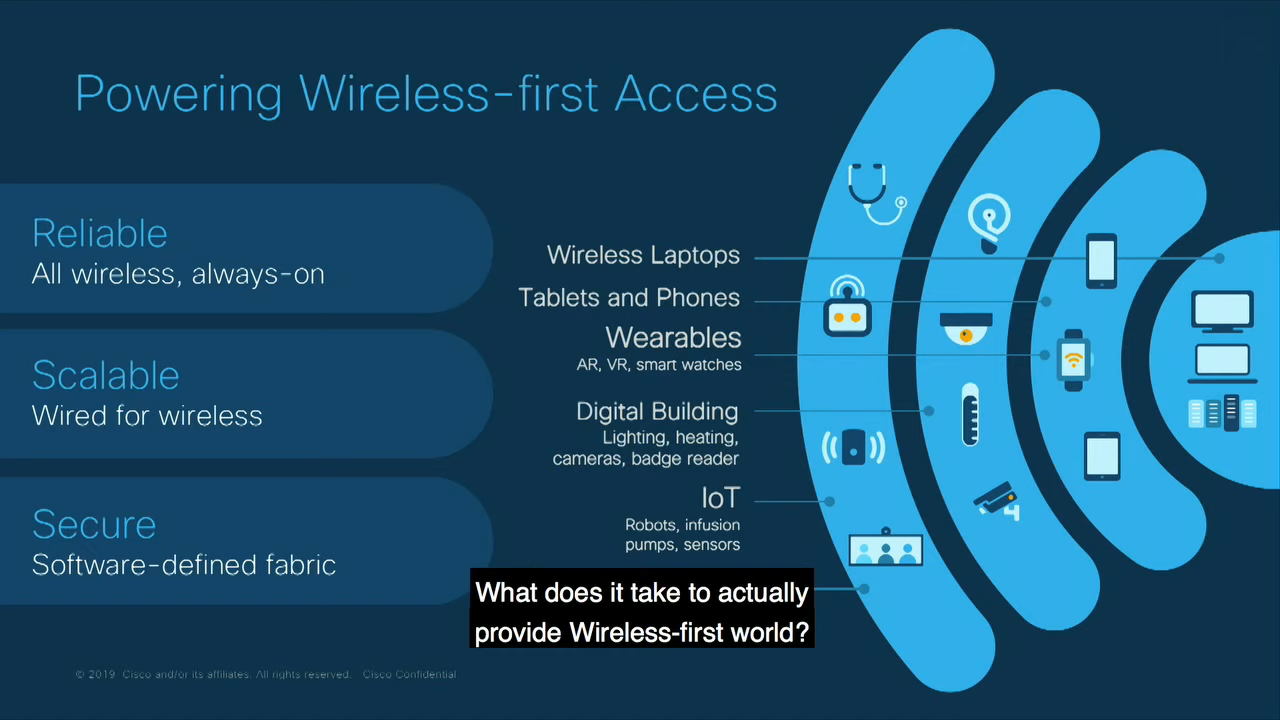 Powering Wireless-first Access
Reliable
All wireless, always-on
Scalable
Wired for wireless
Secure
Software-defined fabric
Wireless Laptops
Tablets and Phones
Wearables
AR, VR, smart watches
Digital Building
Lighting, heating,
cameras, badge reader
IoT
Robots, infusion
pumps, sensors
What does it take to actually
provide Wireless-first world?
© 2019 Cisco and/or its affiliates. All rights reserved. Cisco Confidential